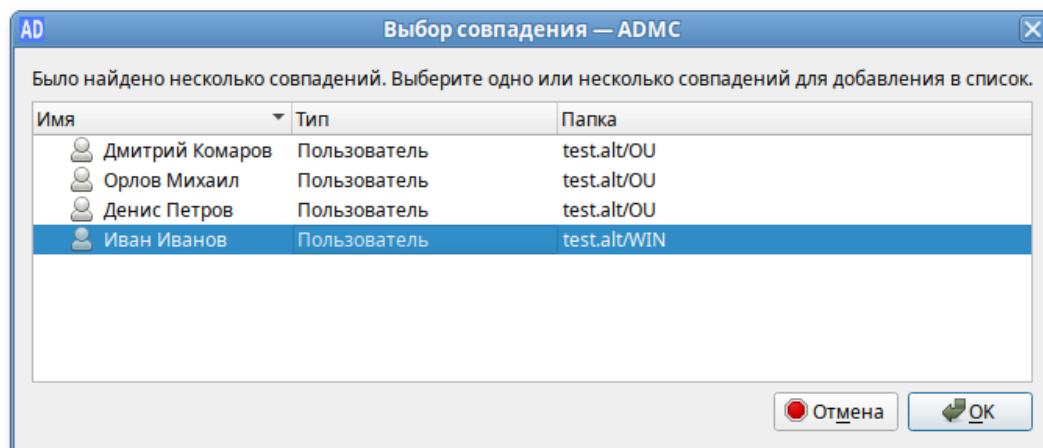 AD Выбор совпадения — ADMC
Было найдено несколько совпадений. Выберите одно или несколько совпадений для добавления в список.
Имя Тип Папка
Дмитрий Комаров Пользователь test.alt/OU
Орлов Михаил Пользователь test.alt/OU
Денис Петров Пользователь test.alt/OU
Иван Иванов Пользователь test.alt/WIN
Отмена OK